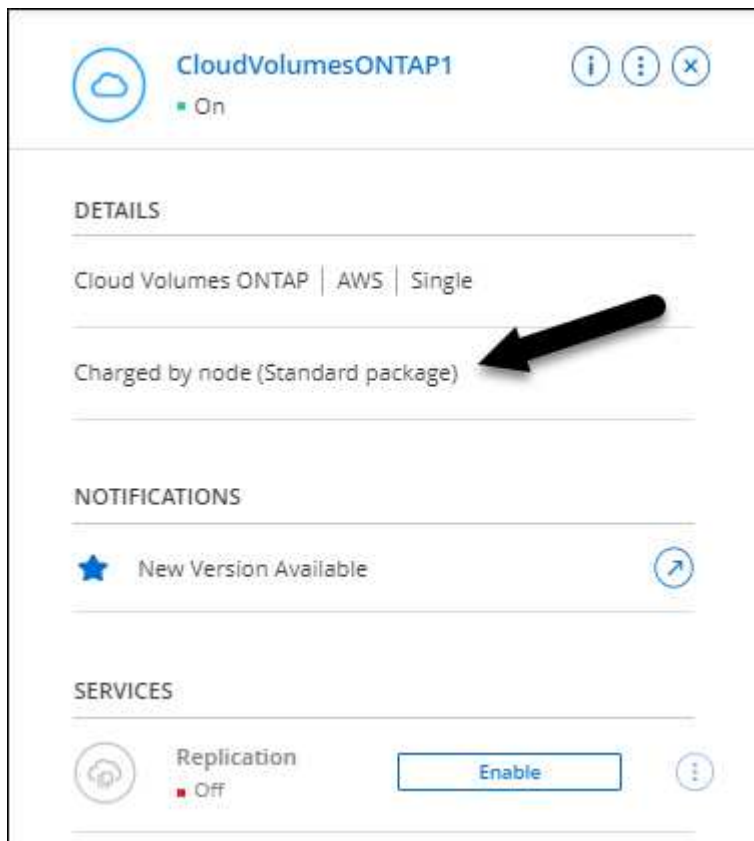 CloudVolumesONTAP1
On
DETAILS
Cloud Volumes ONTAP | AWS | Single
Charged by node (Standard package)
NOTIFICATIONS
New Version Available
SERVICES
Replication
Enable
Off